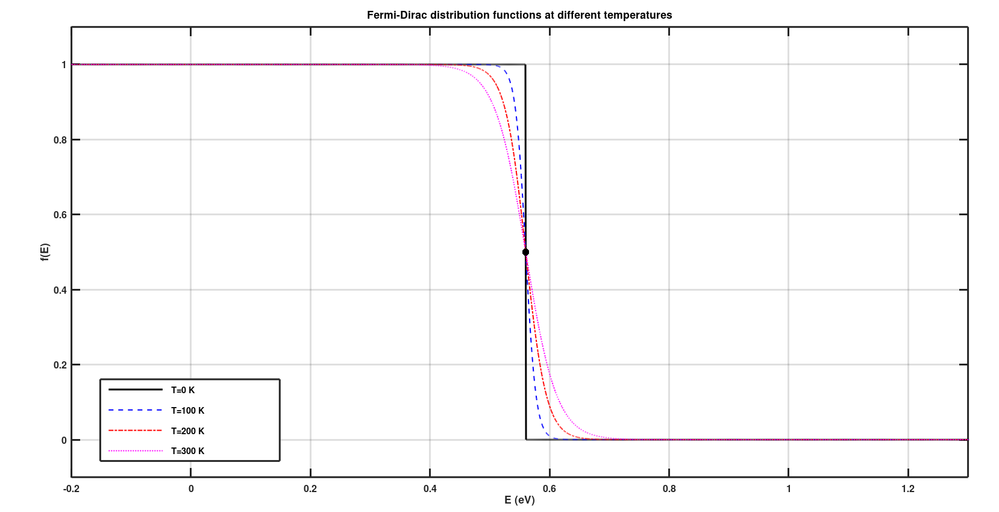 Fermi-Dirac distribution functions at different temperatures
1
0.8
0.6
f(E)
0.4
0.2
0
T=0 K
T=100 K
T=200 K
T=300 K
-0.2 0 0.2 0.4 0.6 0.8 1 1.2
E (eV)